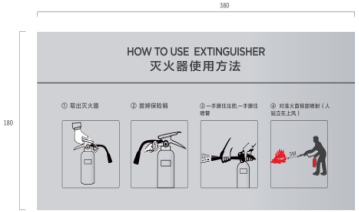 380
180
HOW TO USE EXTINGUISHER
灭火器使用方法
① 取出灭火器
② 拔掉保险销
③ 一手握住压把,一手握住
喷管
④ 对准火苗根部喷射（人
站立在上风）